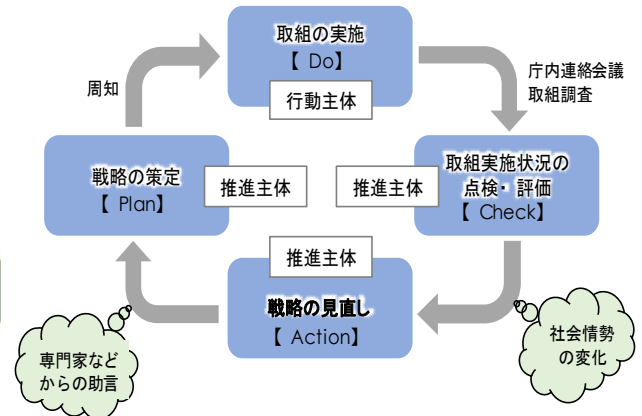 取組の実施
【 Do】
行動主体
周知
庁内連絡会議
取組調査
戦略の策定
【 Plan】
推進主体
推進主体
取組実施状況の
点検・評価
【 Check】
推進主体
戦略の見直し
【 Action】
専門家など
からの助言
社会情勢
の変化